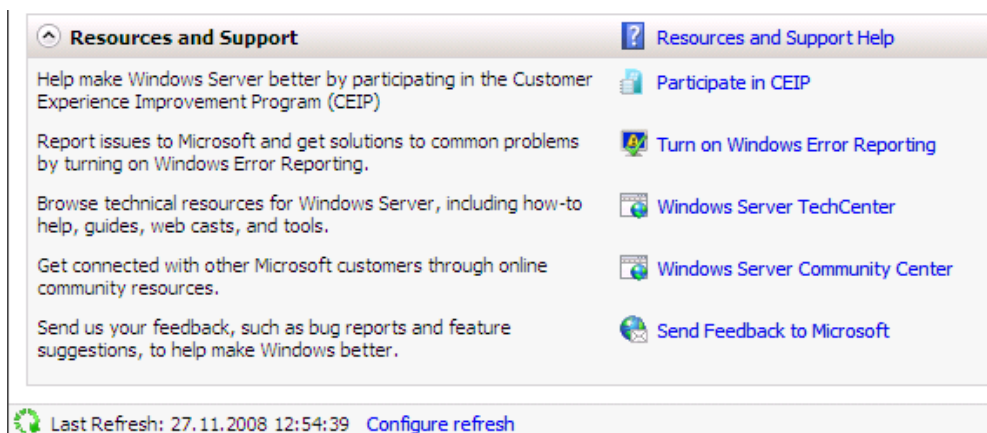 Resources and Support
Resources and Support Help
Help make Windows Server better by participating in the Customer
Experience Improvement Program (CEIP)
Participate in CEIP
Report issues to Microsoft and get solutions to common problems
by turning on Windows Error Reporting.
Turn on Windows Error Reporting
Browse technical resources for Windows Server, including how-to
help, guides, web casts, and tools.
Windows Server TechCenter
Get connected with other Microsoft customers through online
community resources.
Windows Server Community Center
Send us your feedback, such as bug reports and feature
suggestions, to help make Windows better.
Send Feedback to Microsoft
Last Refresh: 27.11.2008 12:54:39 Configure refresh